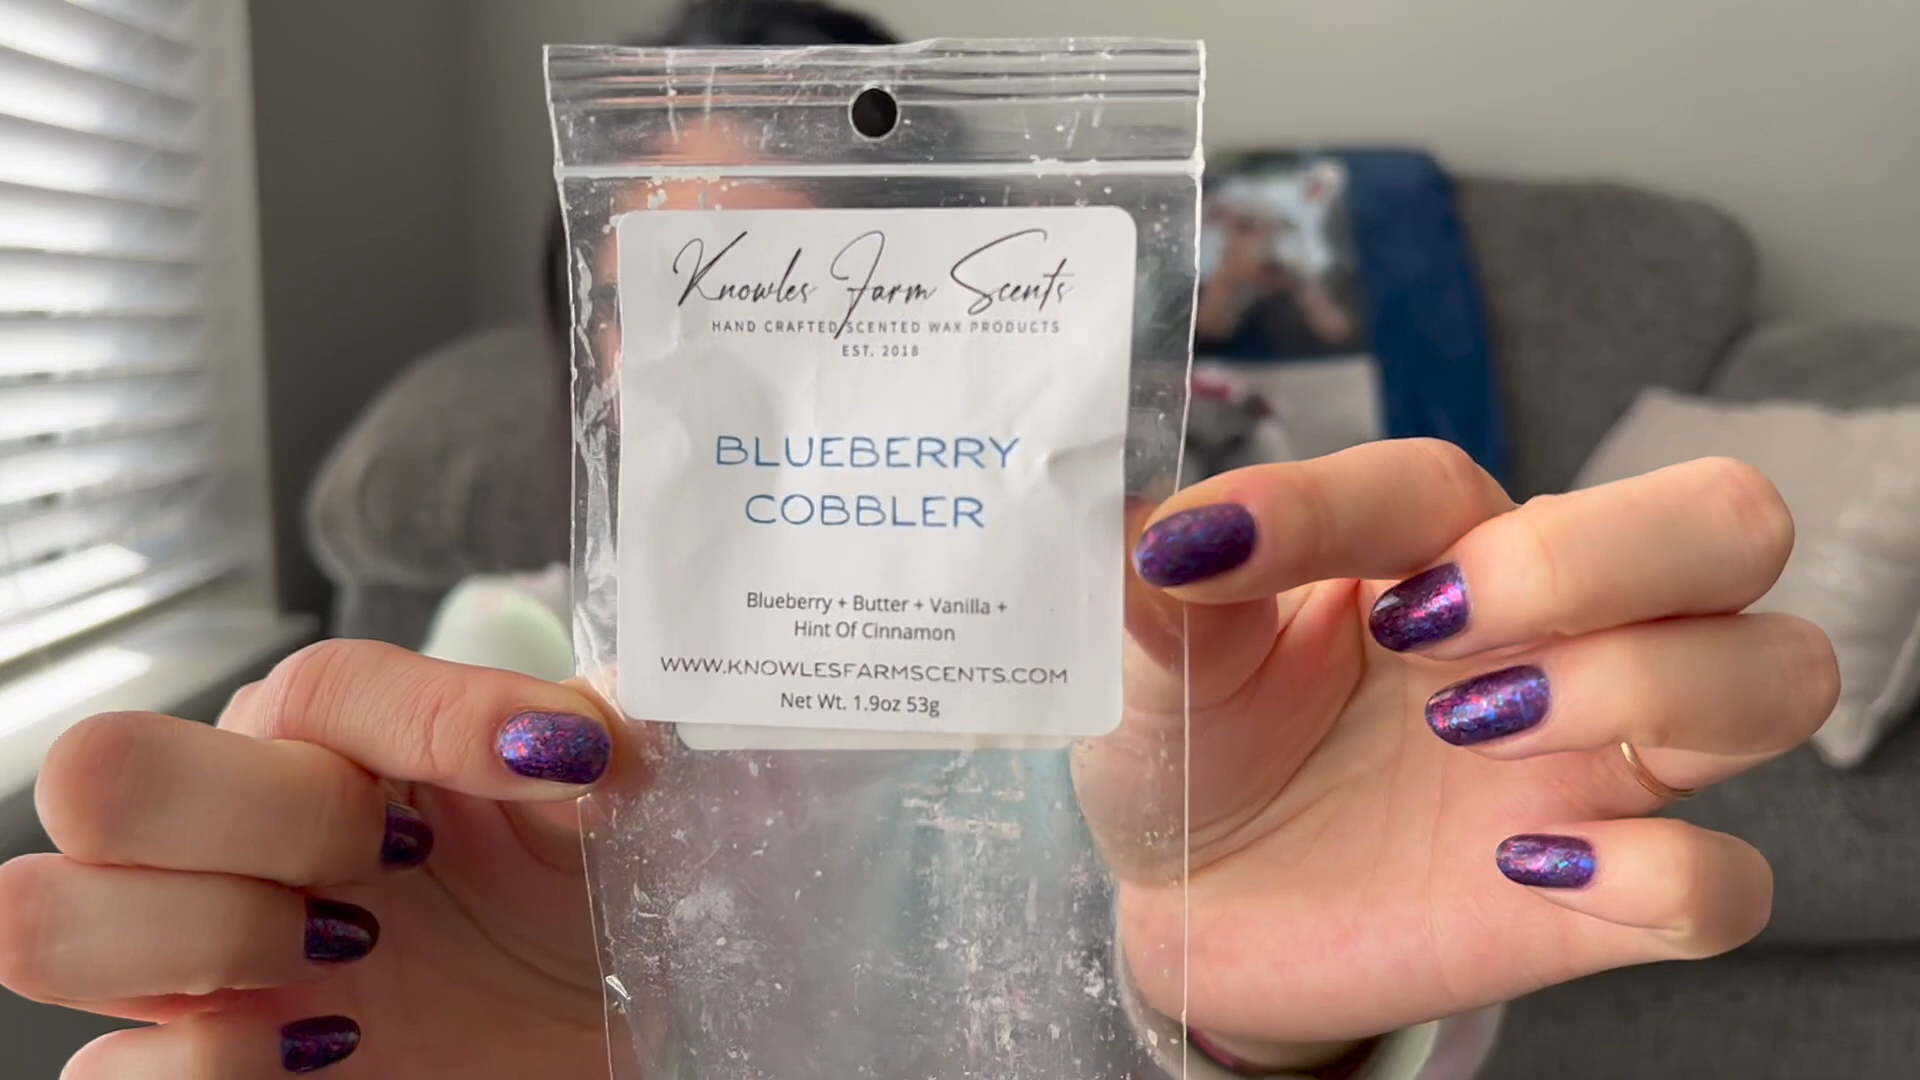 Knowles Farm Scents
HAND CRAFTED SCENTED WAX PRODUCTS
EST. 2018
BLUEBERRY
COBBLER
Blueberry + Butter + Vanilla +
Hint Of Cinnamon
WWW.KNOWLESFARMSCENTS.COM
Net Wt. 1.9oz 53g